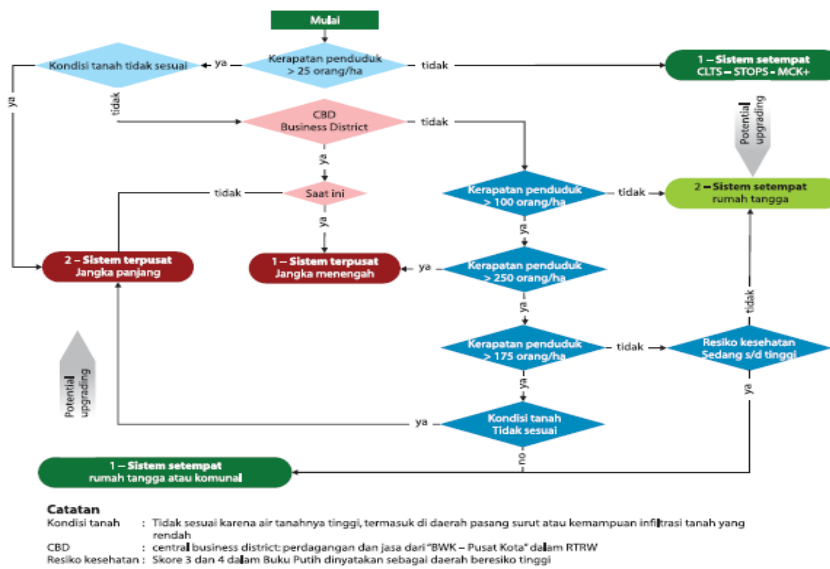 Mulai
Kondisi tanah tidak sesuai
ya
Kerapatan penduduk
> 25 orang/ha
tidak
1 – Sistem setempat
CLTS – STOPS - MCK+
ya
tidak
CBD
Business District
tidak
Potential
upgrading
ya
tidak
Saat ini
ya
Kerapatan penduduk
> 100 orang/ha
tidak
2 – Sistem setempat
rumah tangga
ya
2 – Sistem terpusat
Jangka panjang
1 – Sistem terpusat
Jangka menengah
ya
Kerapatan penduduk
> 250 orang/ha
tidak
ya
Potential
upgrading
Kerapatan penduduk
> 175 orang/ha
tidak
Resiko kesehatan
Sedang s/d tinggi
ya
ya
ya
Kondisi tanah
Tidak sesuai
no
1 – Sistem setempat
rumah tangga atau komunal
Catatan
Kondisi tanah : Tidak sesuai karena air tanahnya tinggi, termasuk di daerah pasang surut atau kemampuan infiltrasi tanah yang
rendah
CBD : central business district: perdagangan dan jasa dari "BWK – Pusat Kota" dalam RTRW
Resiko kesehatan : Skore 3 dan 4 dalam Buku Putih dinyatakan sebagai daerah beresiko tinggi